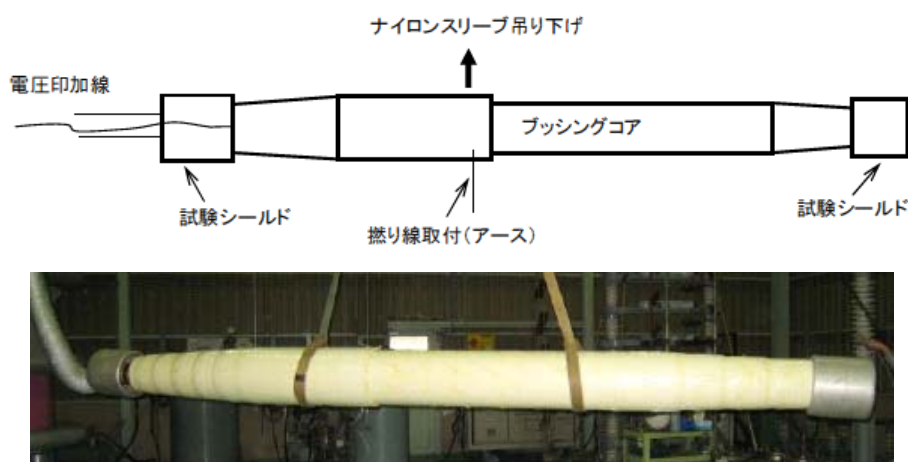 ナイロンスリーブ吊り下げ
電圧印加線
ブッシングコア
試験シールド
試験シールド
撚り線取付(アース)